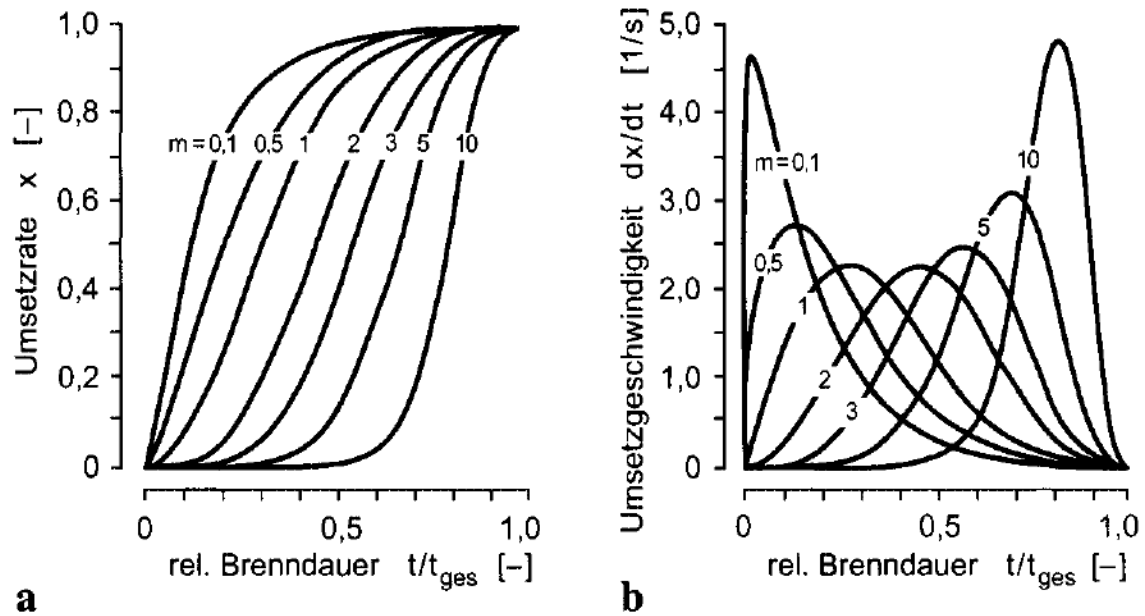 Umsetzrate x [–]
1,0
0,8
0,6
0,4
0,2
0
m=0,1 0,5 1 2 3 5 10
0 0,5 1,0
rel. Brenndauer t/tges [–]
a
Umsetzgeschwindigkeit dx/dt [1/s]
5,0
4,0
3,0
2,0
1,0
0
m=0,1
10
5
0,5
1
2
3
0 0,5 1,0
rel. Brenndauer t/tges [–]
b